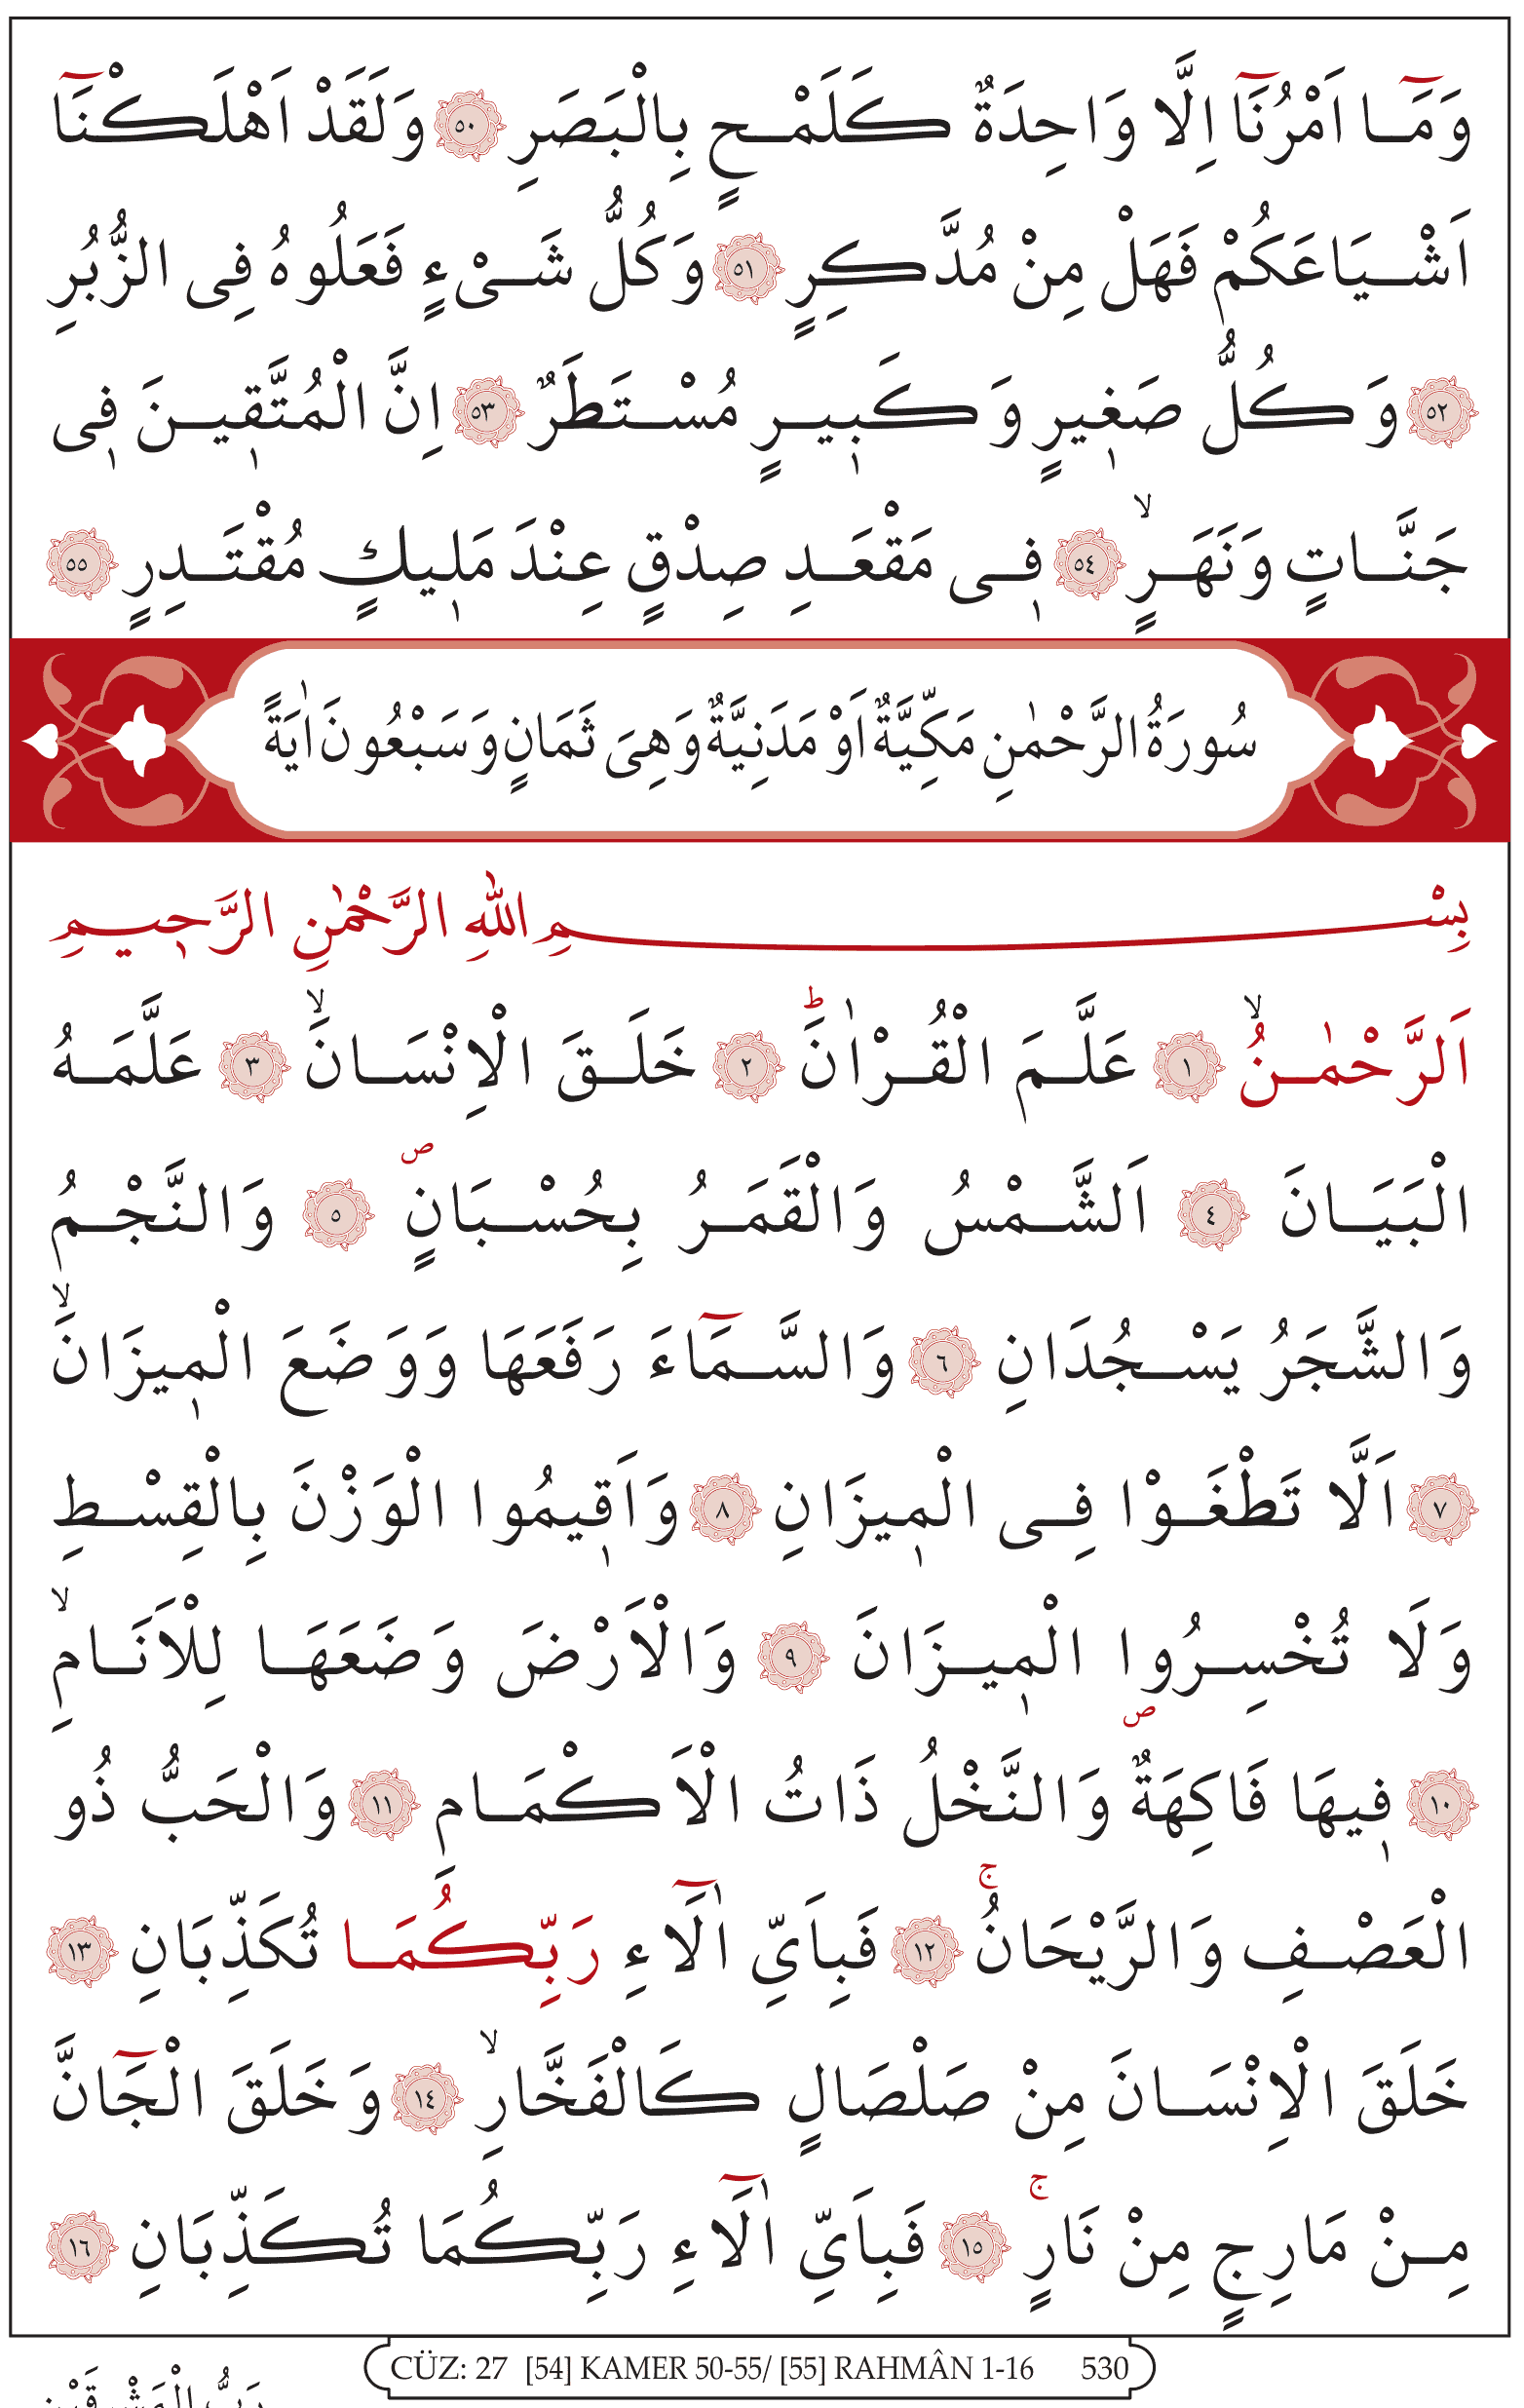 وَمَٓا اَمْرُنَٓا اِلَّا وَاحِدَةٌ كَلَمْحٍ بِالْبَصَرِ ﴿٥٠﴾ وَلَقَدْ اَهْلَكْنَٓا
اَشْيَاعَكُمْ فَهَلْ مِنْ مُدَّكِرٍ ﴿٥١﴾ وَكُلُّ شَىْءٍ فَعَلُوهُ فِى الزُّبُرِ
﴿٥٢﴾ وَكُلُّ صَغ۪يرٍ وَكَب۪يرٍ مُسْتَطَرٌ ﴿٥٣﴾ اِنَّ الْمُتَّق۪ينَ ف۪ى
جَنَّاتٍ وَنَهَرٍۙ ﴿٥٤﴾ ف۪ى مَقْعَدِ صِدْقٍ عِنْدَ مَل۪يكٍ مُقْتَدِرٍ ﴿٥٥﴾
سُورَةُ الرَّحْمٰنِ مَكِّيَّةٌ اَوْ مَدَنِيَّةٌ وَهِىَ ثَمَانٍ وَسَبْعُونَ اٰيَةً
بِسْمِ اللّٰهِ الرَّحْمٰنِ الرَّح۪يمِ
اَلرَّحْمٰنُۙ ﴿١﴾ عَلَّمَ الْقُرْاٰنَۜ ﴿٢﴾ خَلَقَ الْاِنْسَانَۙ ﴿٣﴾ عَلَّمَهُ
الْبَيَانَ ﴿٤﴾ اَلشَّمْسُ وَالْقَمَرُ بِحُسْبَانٍۖ ﴿٥﴾ وَالنَّجْمُ
وَالشَّجَرُ يَسْجُدَانِ ﴿٦﴾ وَالسَّمَٓاءَ رَفَعَهَا وَوَضَعَ الْم۪يزَانَۙ
﴿٧﴾ اَلَّا تَطْغَوْا فِى الْم۪يزَانِ ﴿٨﴾ وَاَق۪يمُوا الْوَزْنَ بِالْقِسْطِ
وَلَا تُخْسِرُوا الْم۪يزَانَ ﴿٩﴾ وَالْاَرْضَ وَضَعَهَا لِلْاَنَامِۙ
﴿١٠﴾ ف۪يهَا فَاكِهَةٌۖ وَالنَّخْلُ ذَاتُ الْاَكْمَامِ ﴿١١﴾ وَالْحَبُّ ذُو
الْعَصْفِ وَالرَّيْحَانُۚ ﴿١٢﴾ فَبِاَىِّ اٰلَٓاءِ رَبِّكُمَا تُكَذِّبَانِ ﴿١٣﴾
خَلَقَ الْاِنْسَانَ مِنْ صَلْصَالٍ كَالْفَخَّارِۙ ﴿١٤﴾ وَخَلَقَ الْجَٓانَّ
مِنْ مَارِجٍ مِنْ نَارٍۚ ﴿١٥﴾ فَبِاَىِّ اٰلَٓاءِ رَبِّكُمَا تُكَذِّبَانِ ﴿١٦﴾
CÜZ: 27 [54] KAMER 50-55/ [55] RAHMÂN 1-16 530
رَبُّ الْمَشْرِقَيْنِ